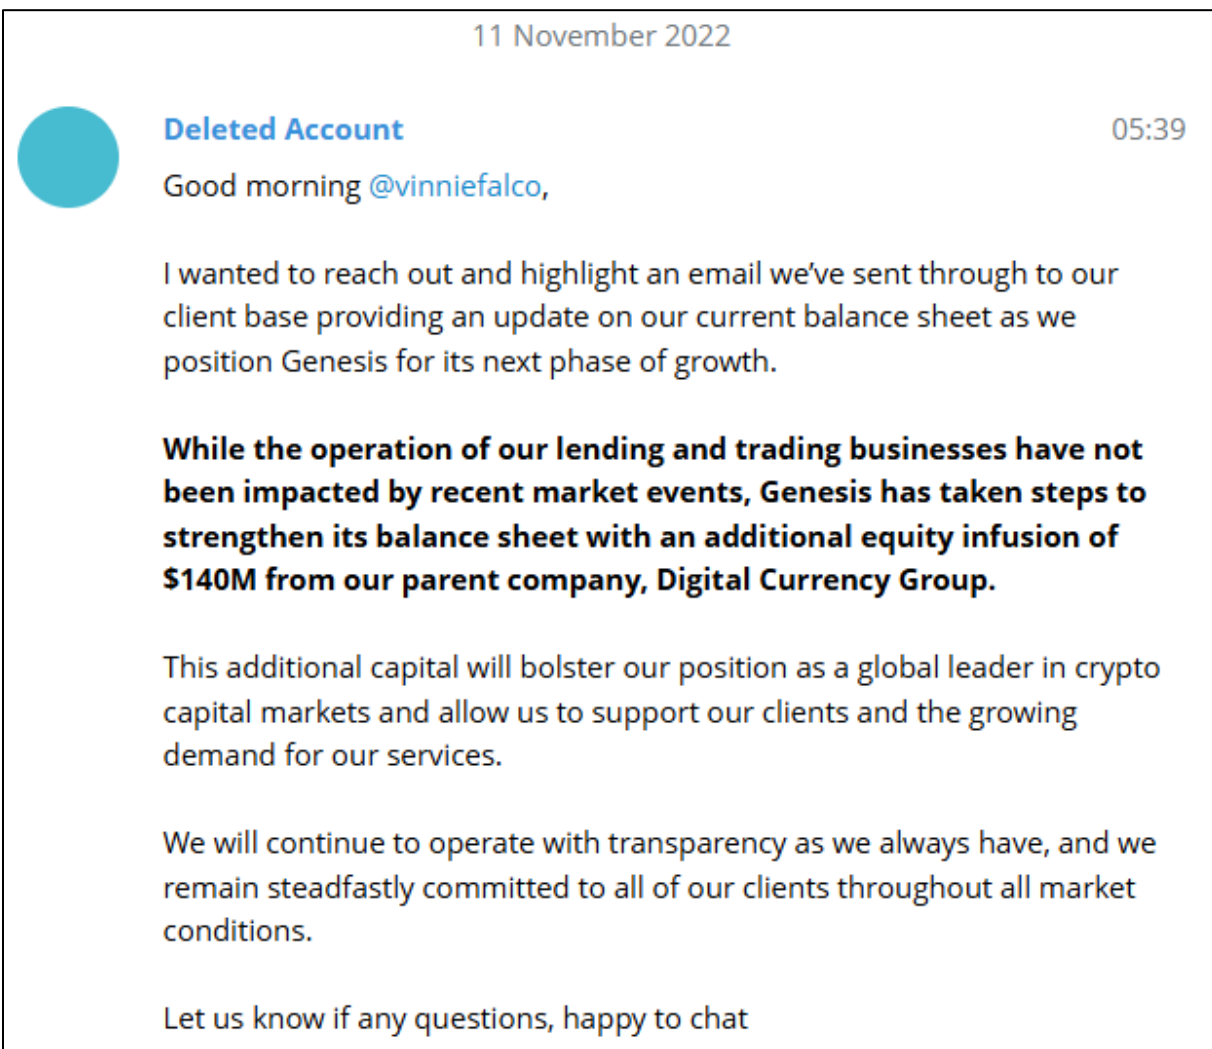 11 November 2022
Deleted Account 05:39
Good morning @vinniefalco,
I wanted to reach out and highlight an email we’ve sent through to our
client base providing an update on our current balance sheet as we
position Genesis for its next phase of growth.
While the operation of our lending and trading businesses have not
been impacted by recent market events, Genesis has taken steps to
strengthen its balance sheet with an additional equity infusion of
$140M from our parent company, Digital Currency Group.
This additional capital will bolster our position as a global leader in crypto
capital markets and allow us to support our clients and the growing
demand for our services.
We will continue to operate with transparency as we always have, and we
remain steadfastly committed to all of our clients throughout all market
conditions.
Let us know if any questions, happy to chat